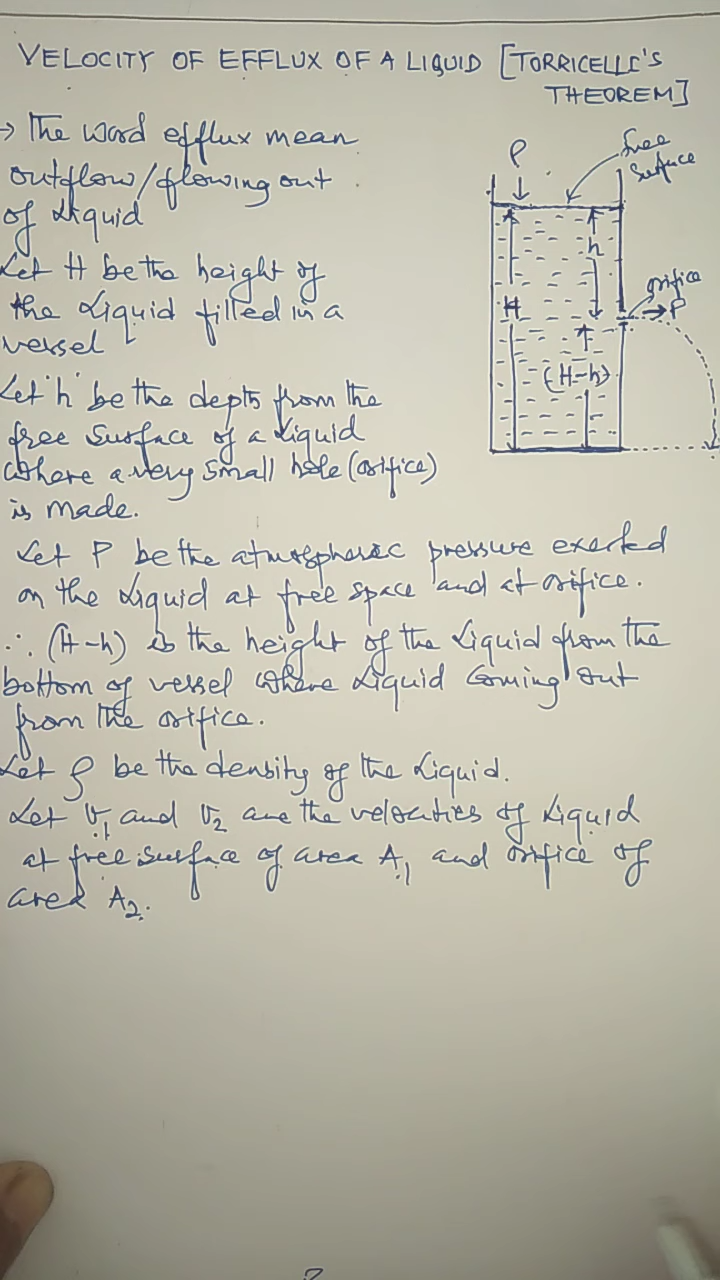 VELOCITY OF EFFLUX OF A LIQUID [TORRICELLI'S
THEOREM]
→ The word efflux mean
outflow/flowing out
of liquid
Let H be the height of
the Liquid filled in a
vessel
Let 'h' be the depth from the
free surface of a liquid
where a very small hole (orifice)
is made.
Let P be the atmospheric pressure exerted
on the Liquid at free space and at orifice.
∴ (H-h) is the height of the Liquid from the
bottom of vessel where Liquid Coming out
from the orifice.
Let ρ be the density of the Liquid.
Let v₁ and v₂ are the velocities of Liquid
at free surface of area A₁ and orifice of
area A₂.
P
free
surface
h
H
orifice
P
(H-h)